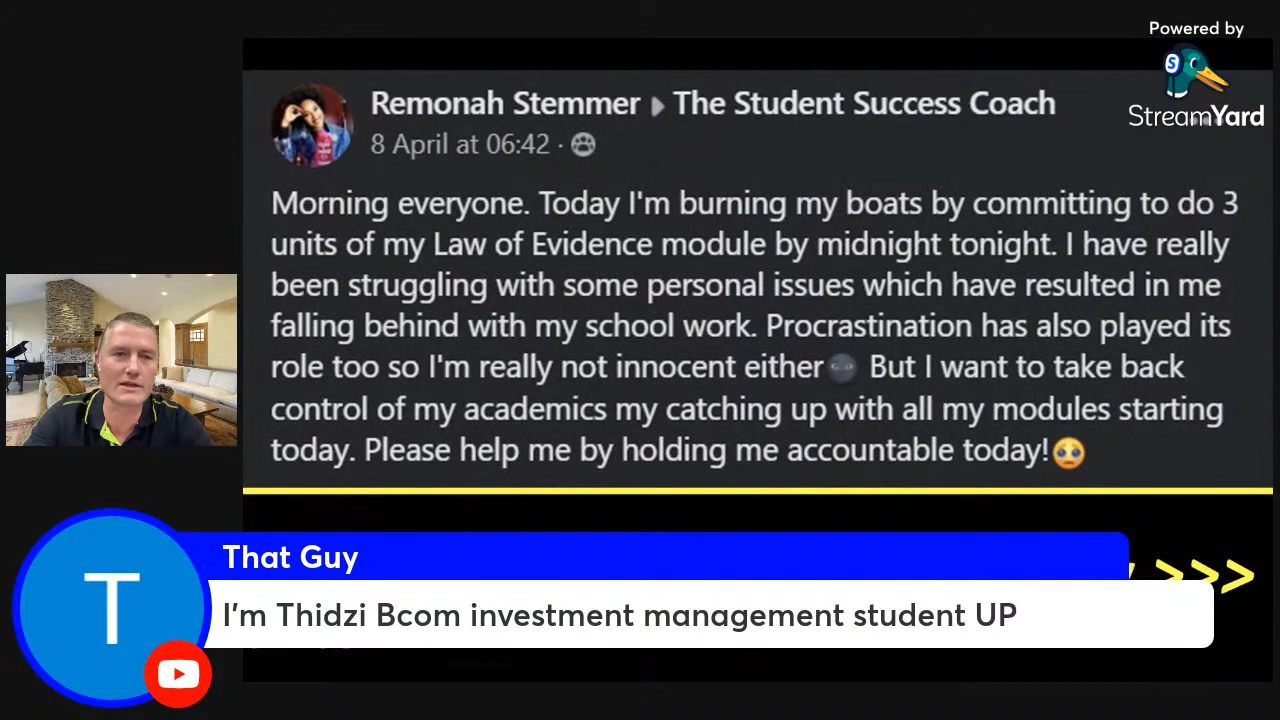 Powered by
StreamYard
Remonah Stemmer ▸ The Student Success Coach
8 April at 06:42 ·
Morning everyone. Today I'm burning my boats by committing to do 3
units of my Law of Evidence module by midnight tonight. I have really
been struggling with some personal issues which have resulted in me
falling behind with my school work. Procrastination has also played its
role too so I'm really not innocent either🌚 But I want to take back
control of my academics my catching up with all my modules starting
today. Please help me by holding me accountable today!🥺
>>>
T
That Guy
I'm Thidzi Bcom investment management student UP